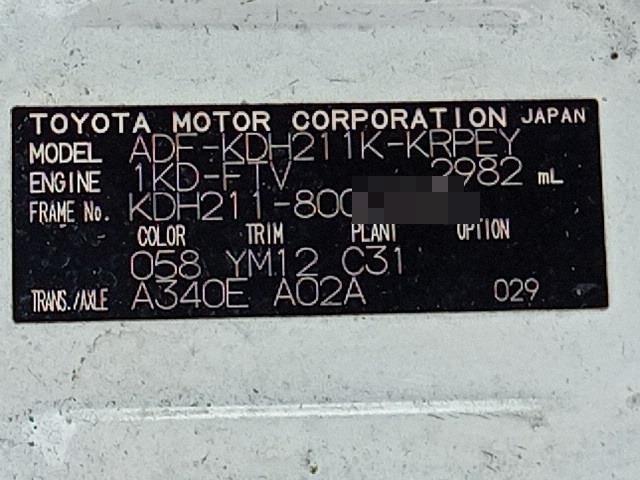 TOYOTA MOTOR CORPORATION JAPAN
MODEL ADF-KDH211K-KRPEY
ENGINE 1KD-FTV 2982 mL
FRAME No. KDH211-800
COLOR TRIM PLANT OPTION
058 YM12 C31
TRANS./AXLE A340E A02A 029